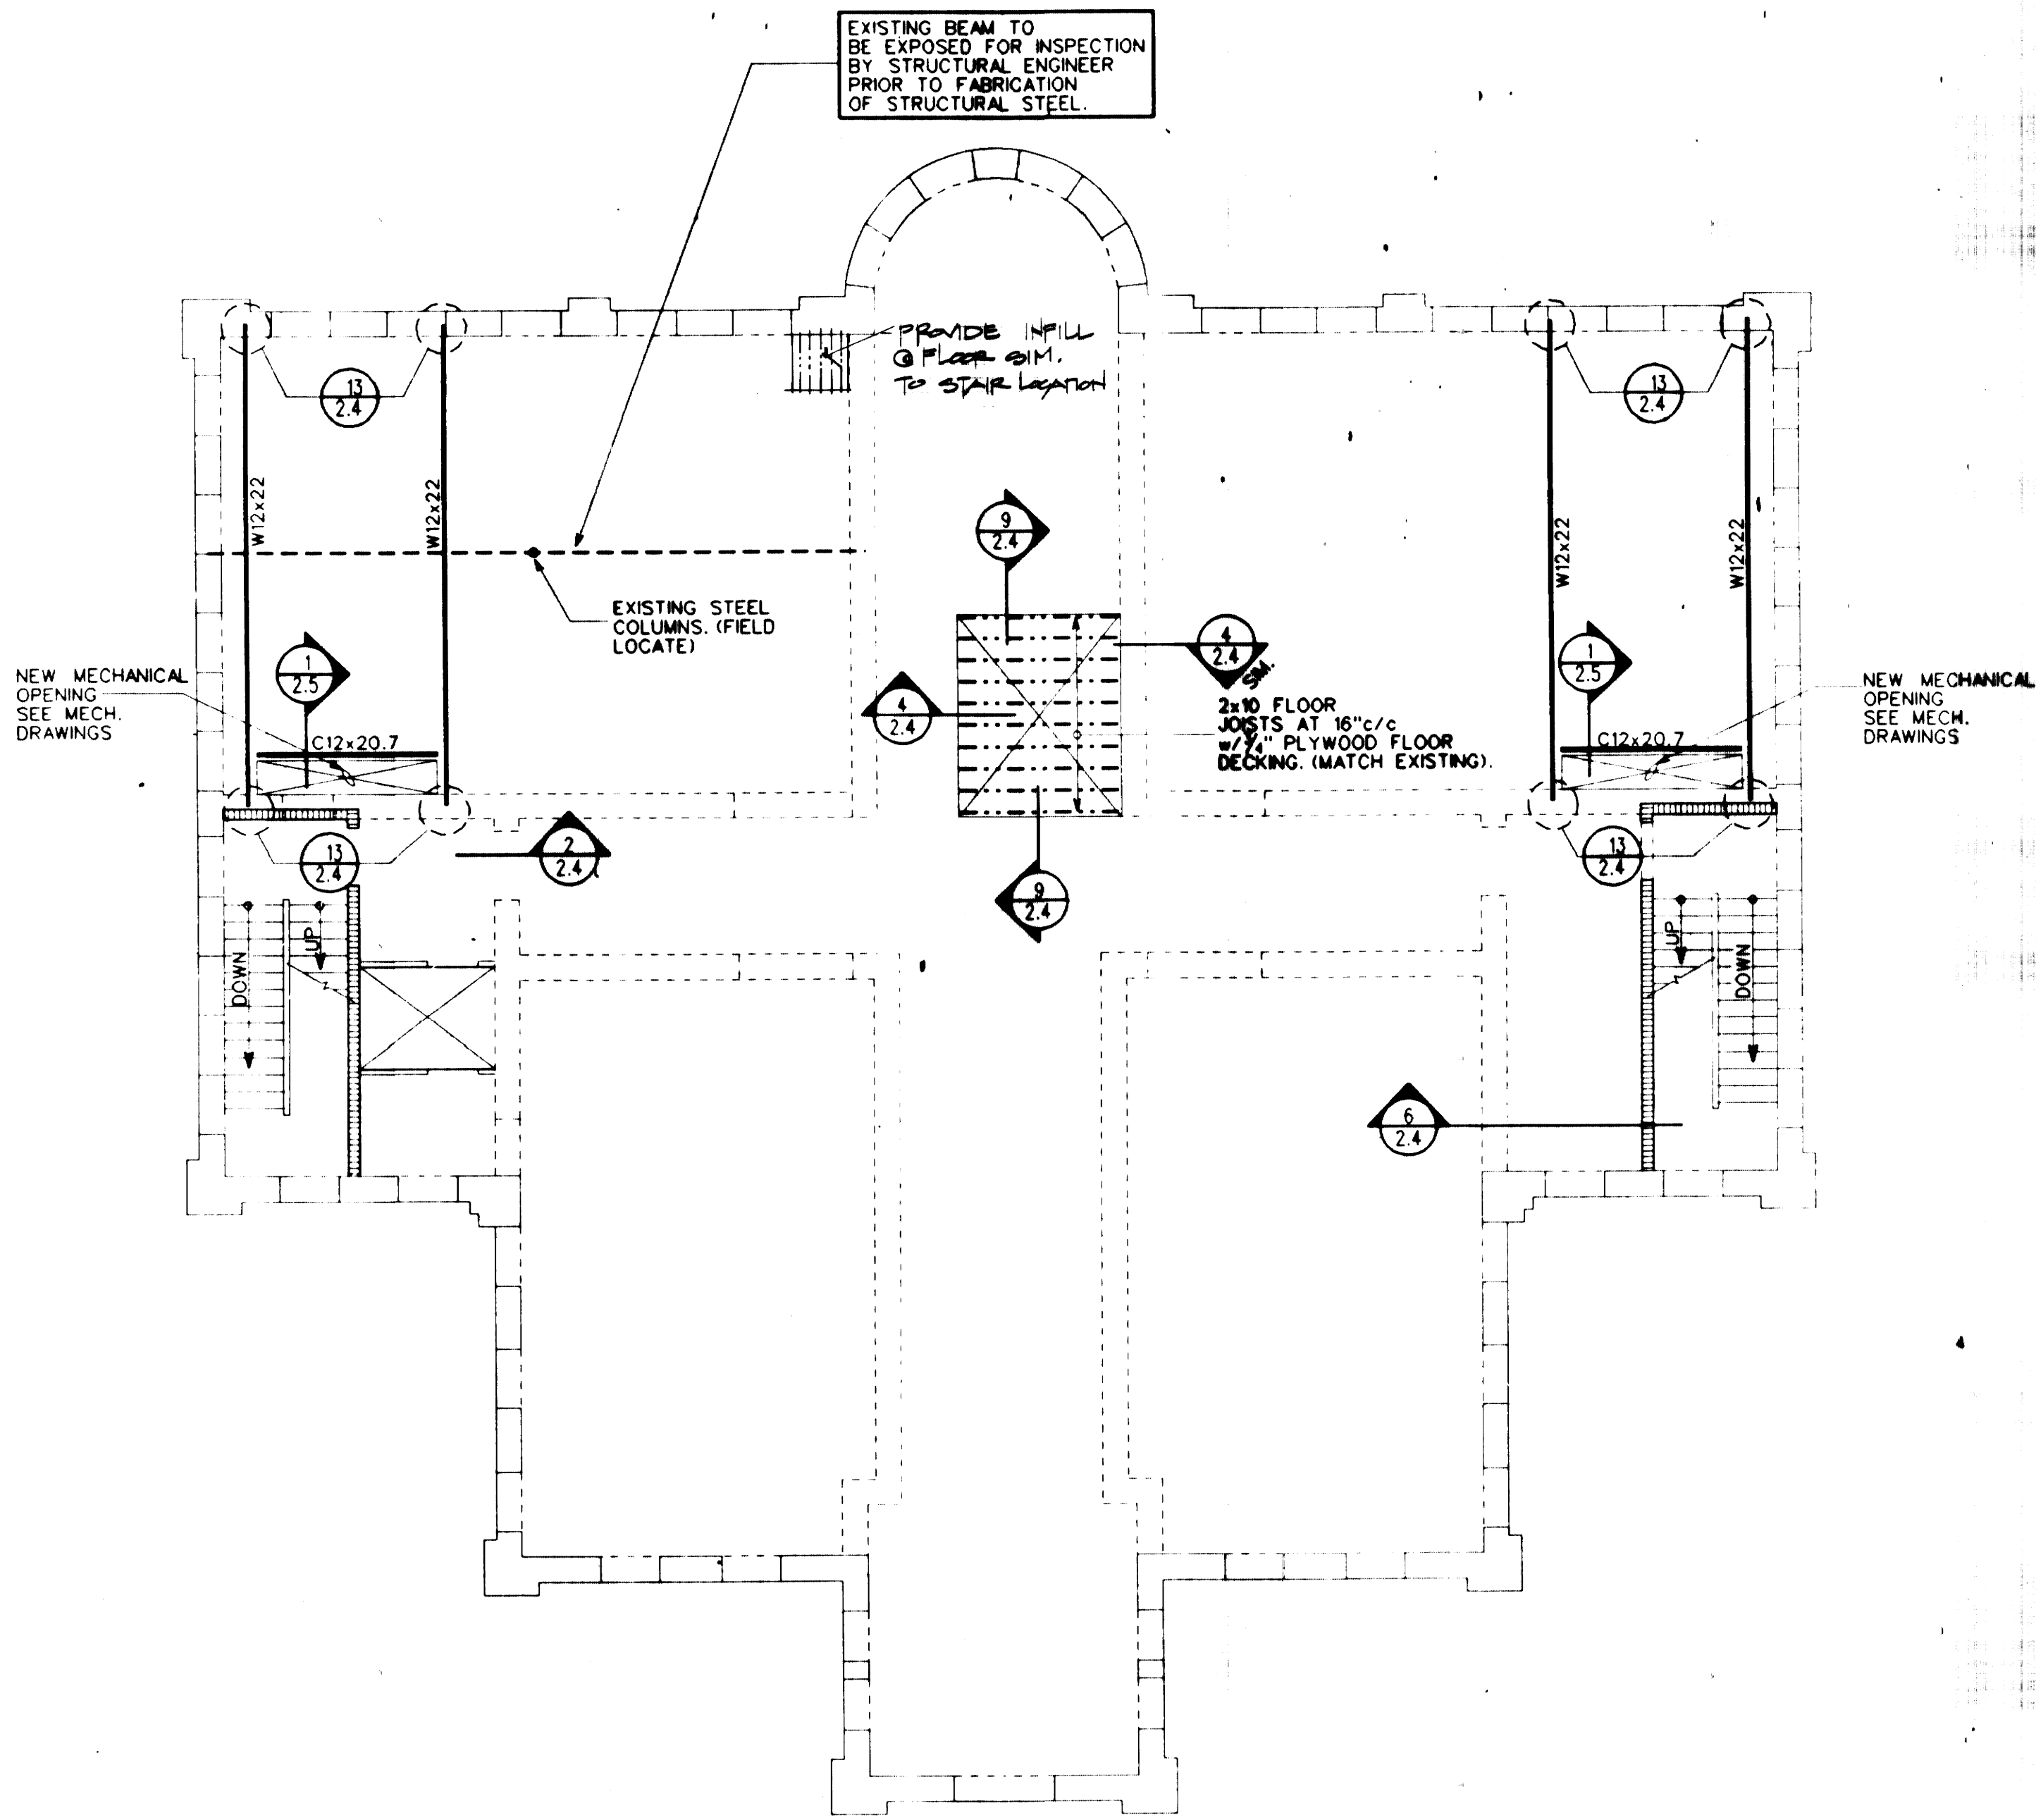 EXISTING BEAM TO
BE EXPOSED FOR INSPECTION
BY STRUCTURAL ENGINEER
PRIOR TO FABRICATION
OF STRUCTURAL STEEL.
PROVIDE INFILL
@ FLOOR SIM.
TO STAIR LOCATION
13
2.4
13
2.4
W12x22
W12x22
W12x22
W12x22
9
2.4
EXISTING STEEL
COLUMNS. (FIELD
LOCATE)
4
2.4
SIM.
1
2.5
1
2.5
NEW MECHANICAL
OPENING
SEE MECH.
DRAWINGS
NEW MECHANICAL
OPENING
SEE MECH.
DRAWINGS
4
2.4
2x10 FLOOR
JOISTS AT 16"c/c
w/ 3/4" PLYWOOD FLOOR
DECKING. (MATCH EXISTING).
C12x20.7
C12x20.7
13
2.4
2
2.4
13
2.4
9
2.4
DOWN
UP
UP
DOWN
6
2.4